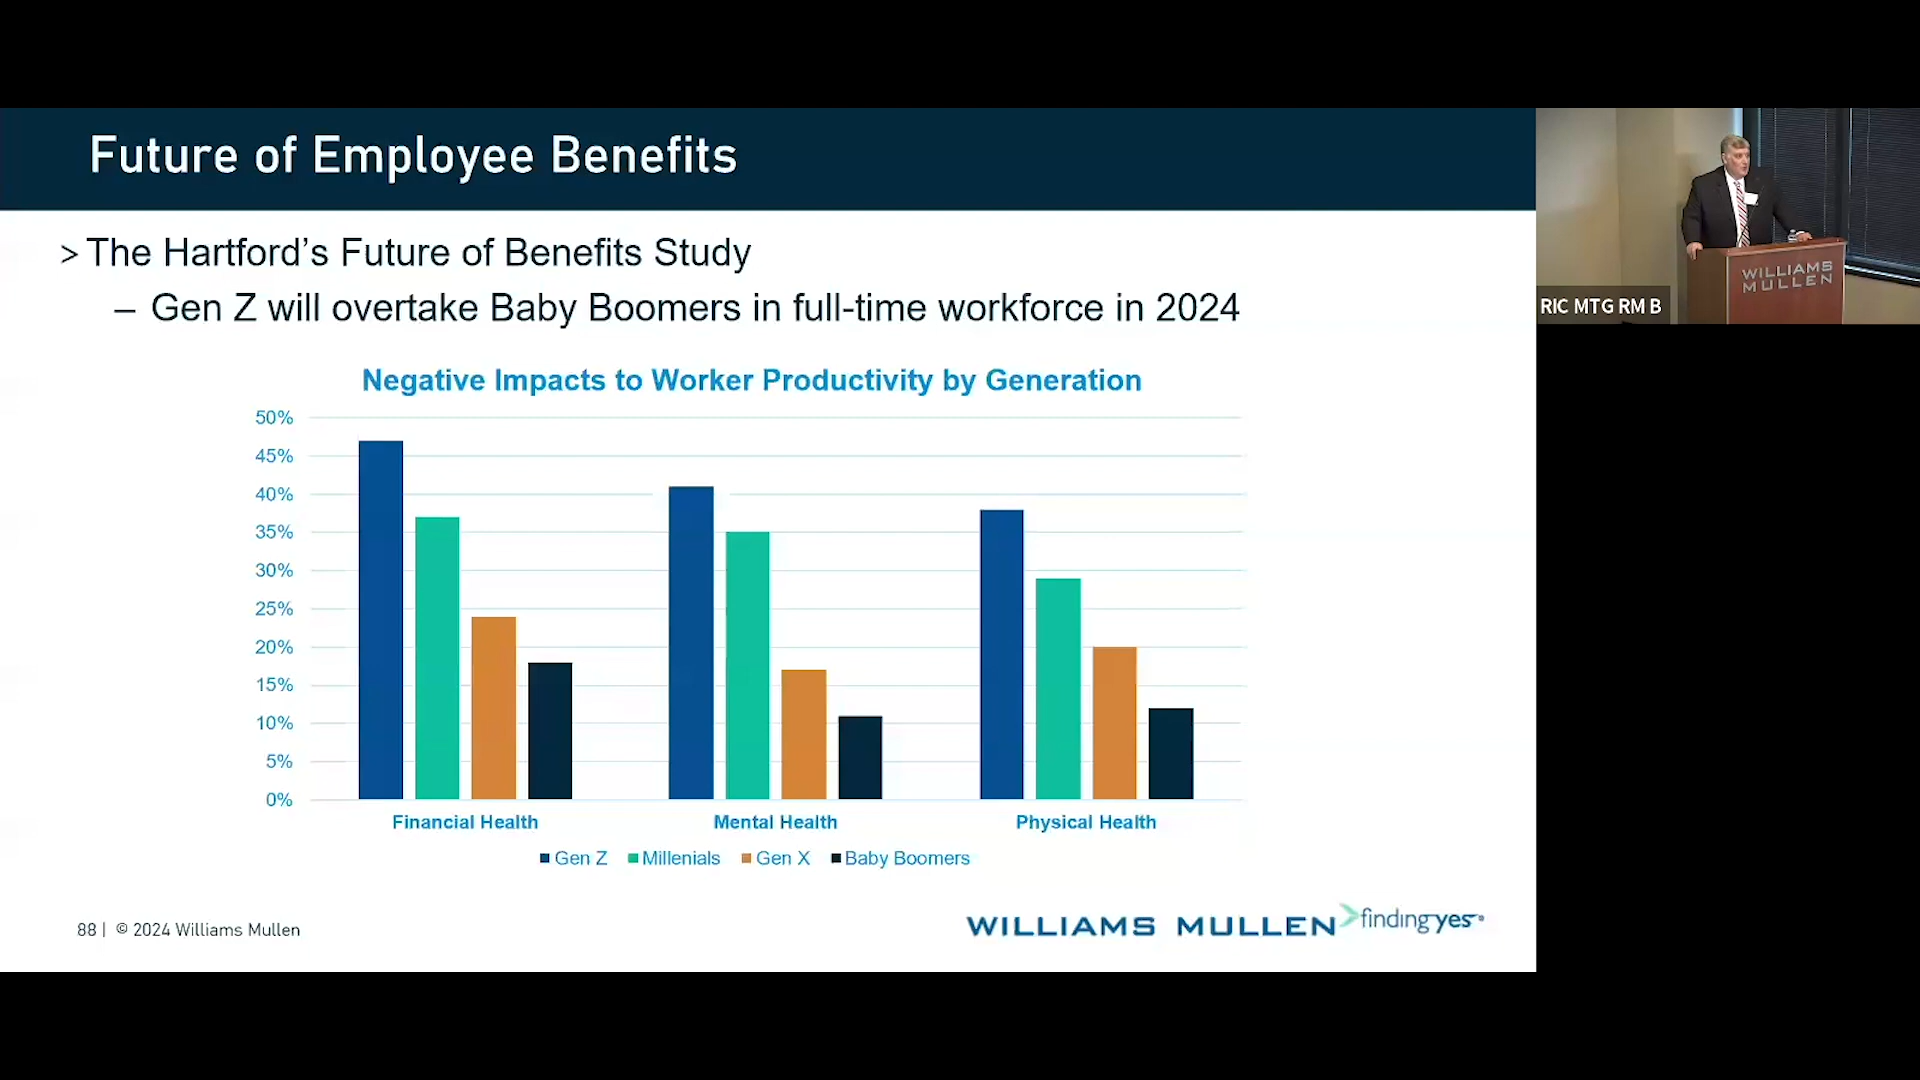 Future of Employee Benefits
> The Hartford’s Future of Benefits Study
– Gen Z will overtake Baby Boomers in full-time workforce in 2024
Negative Impacts to Worker Productivity by Generation
50%
45%
40%
35%
30%
25%
20%
15%
10%
5%
0%
Financial Health Mental Health Physical Health
Gen Z Millenials Gen X Baby Boomers
88 | © 2024 Williams Mullen
WILLIAMS MULLEN findingyes
WILLIAMS
MULLEN
RIC MTG RM B